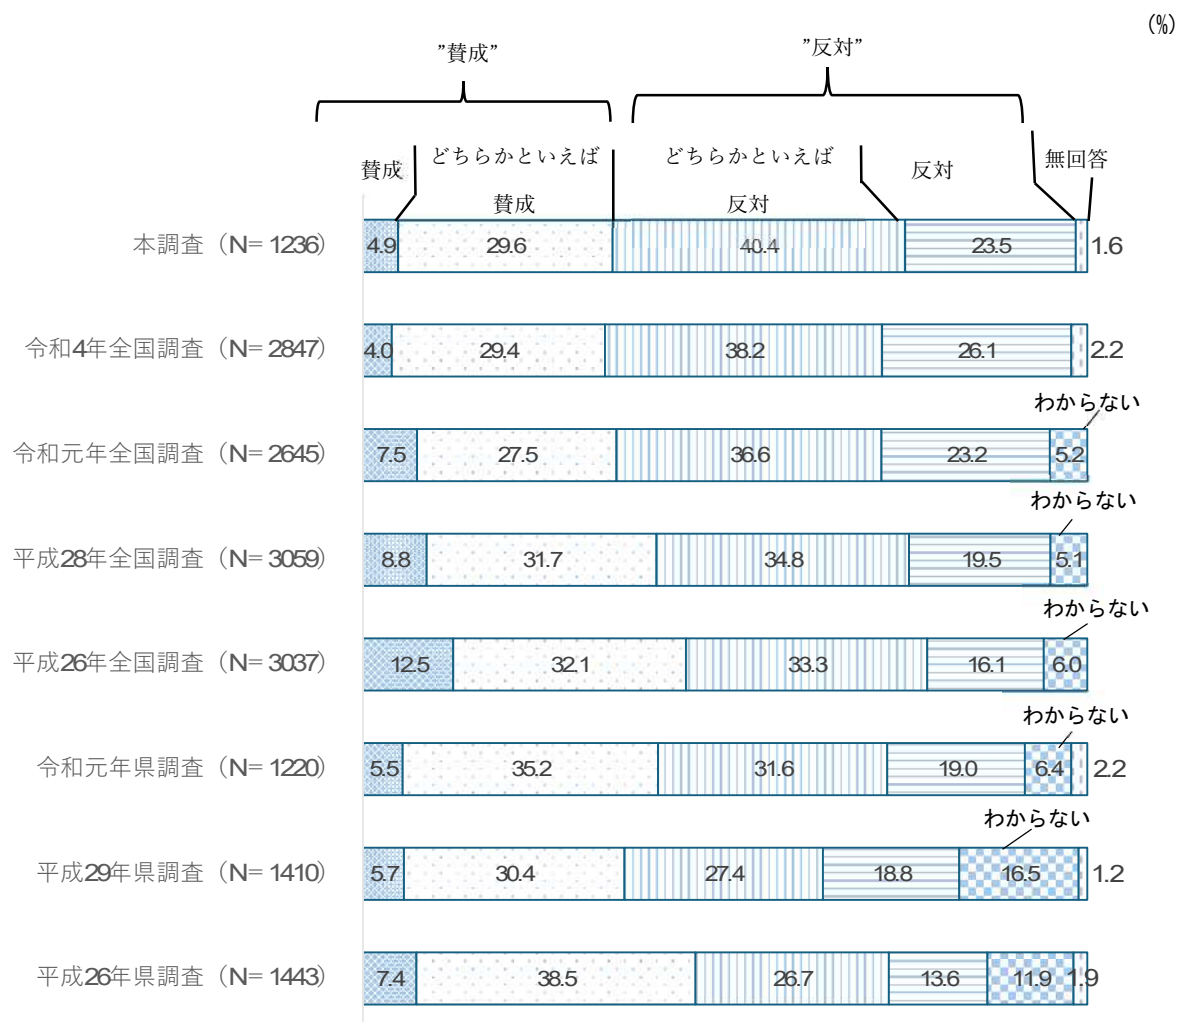 (%)
”賛成” ”反対”
賛成 どちらかといえば 賛成 どちらかといえば 反対 反対 無回答
本調査（N= 1236) 4.9 29.6 40.4 23.5 1.6
令和4年全国調査（N= 2847) 4.0 29.4 38.2 26.1 2.2
わからない
令和元年全国調査（N= 2645) 7.5 27.5 36.6 23.2 5.2
わからない
平成28年全国調査（N= 3059) 8.8 31.7 34.8 19.5 5.1
わからない
平成26年全国調査（N= 3037) 12.5 32.1 33.3 16.1 6.0
わからない
令和元年県調査（N= 1220) 5.5 35.2 31.6 19.0 6.4 2.2
わからない
平成29年県調査（N= 1410) 5.7 30.4 27.4 18.8 16.5 1.2
平成26年県調査（N= 1443) 7.4 38.5 26.7 13.6 11.9 1.9